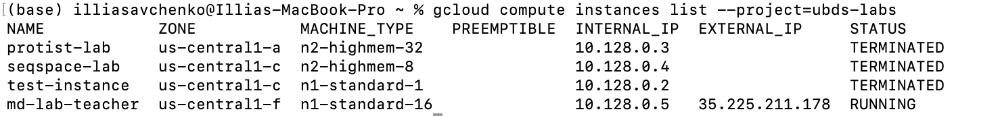 [(base) illiasavchenko@Illias-MacBook-Pro ~ % gcloud compute instances list --project=ubds-labs
NAME ZONE MACHINE_TYPE PREEMPTIBLE INTERNAL_IP EXTERNAL_IP STATUS
protist-lab us-central1-a n2-highmem-32 10.128.0.3 TERMINATED
seqspace-lab us-central1-c n2-highmem-8 10.128.0.4 TERMINATED
test-instance us-central1-c n1-standard-1 10.128.0.2 TERMINATED
md-lab-teacher us-central1-f n1-standard-16 10.128.0.5 35.225.211.178 RUNNING